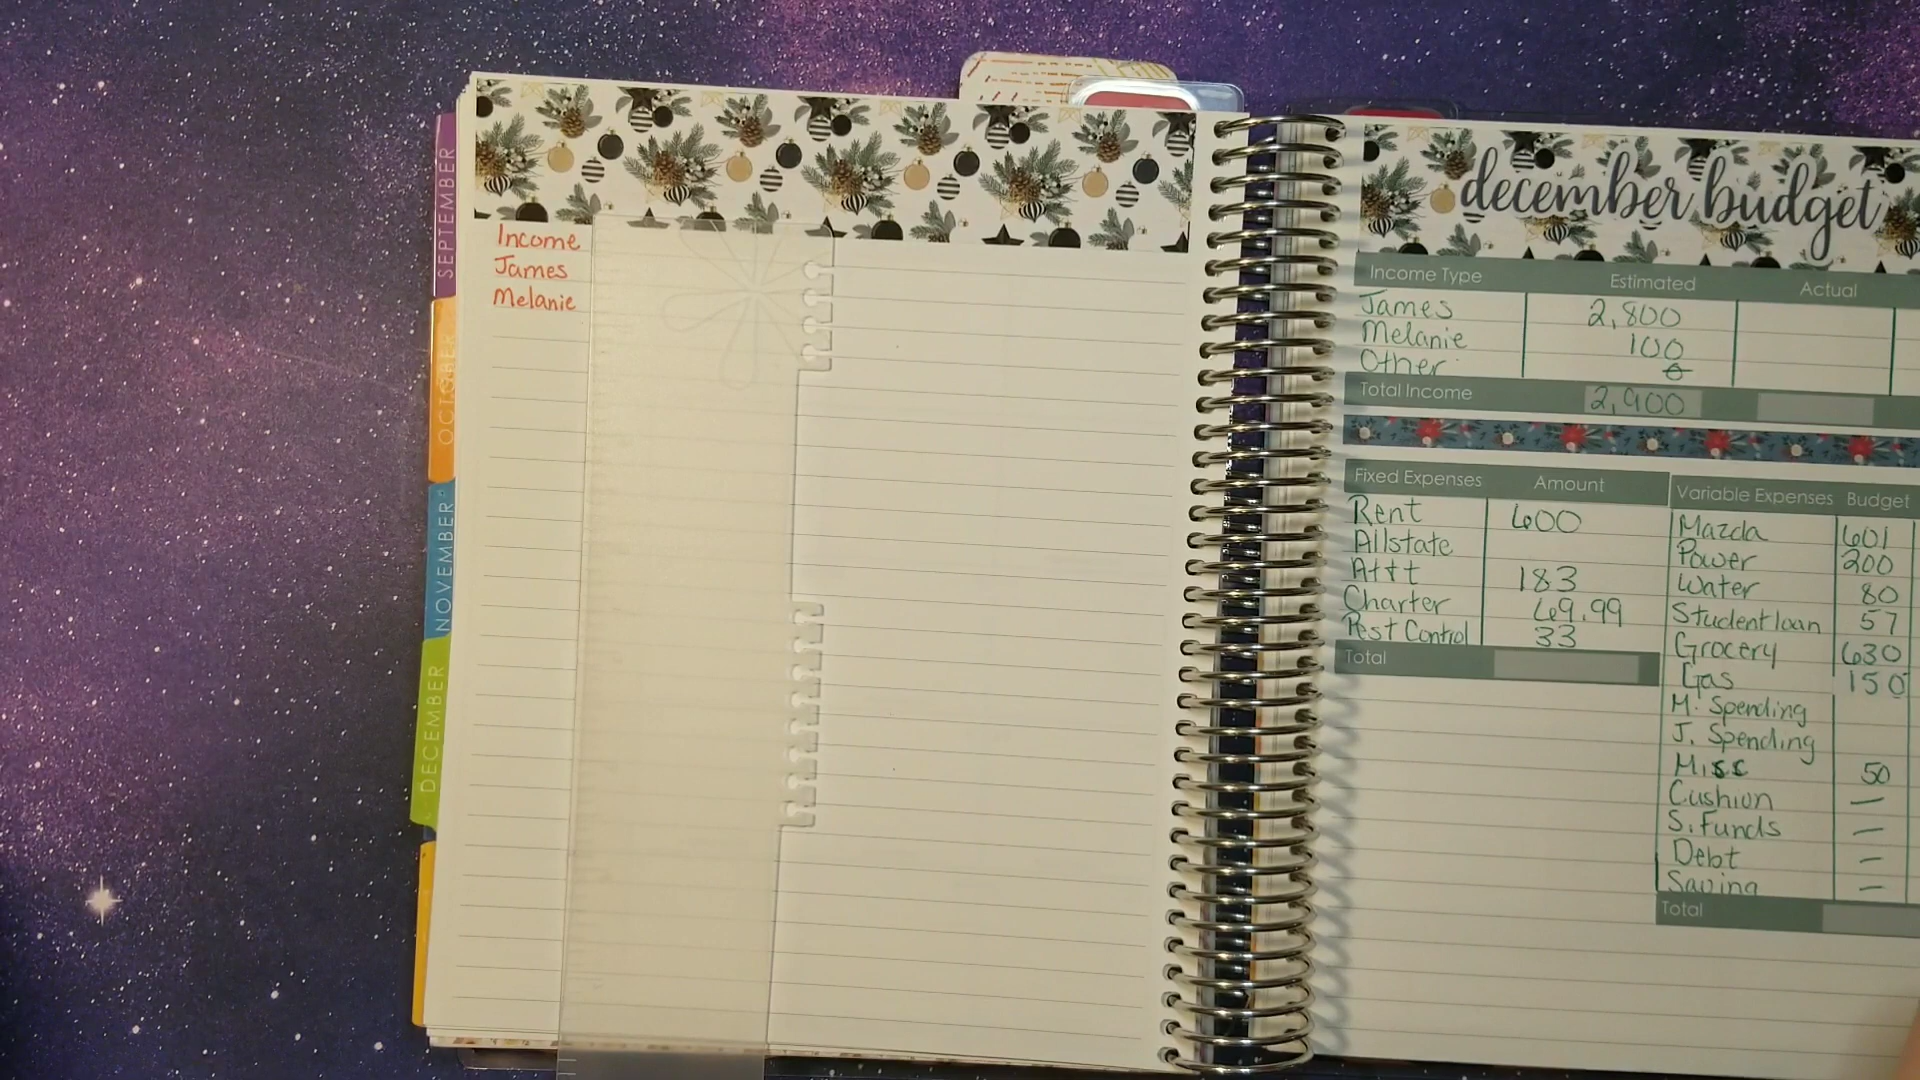 SEPTEMBER
OCTOBER
NOVEMBER
DECEMBER
Income
James
Melanie
december budget
Income Type Estimated Actual
James 2,800
Melanie 100
Other 0
Total Income 2,900
Fixed Expenses Amount
Rent 600
Allstate
At&t 183
Charter 69.99
Pest Control 33
Total
Variable Expenses Budget
Mazda 601
Power 200
Water 80
Student loan 57
Grocery 630
Gas 150
M. Spending
J. Spending
Misc 50
Cushion —
S. Funds —
Debt —
Saving —
Total